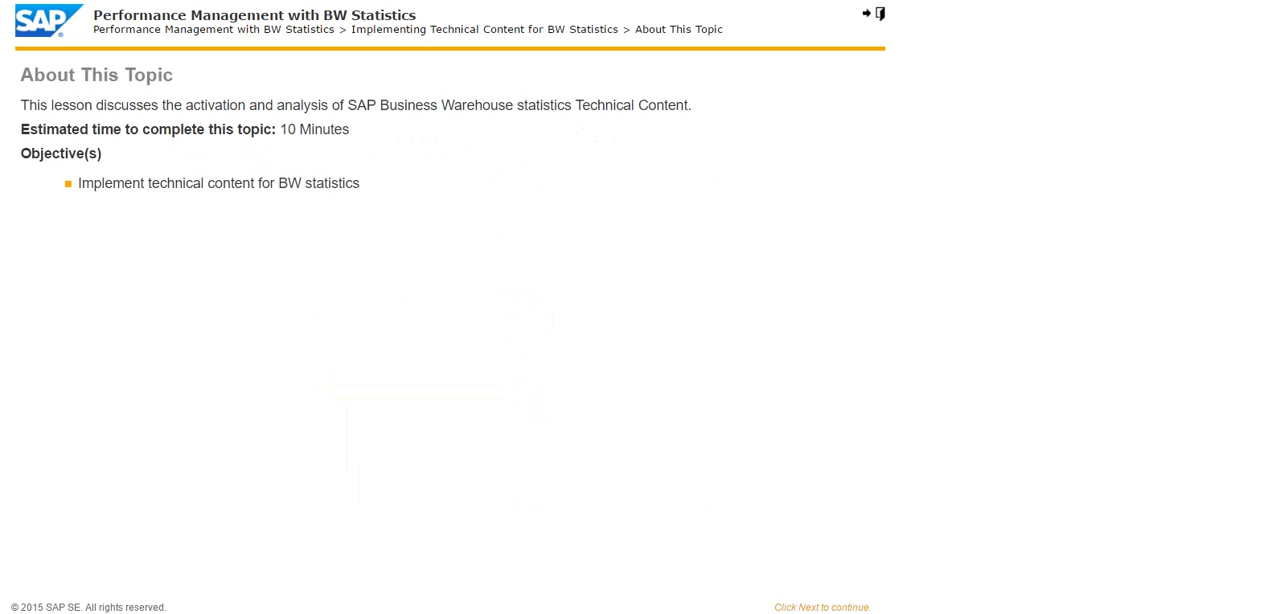 SAP
Performance Management with BW Statistics
Performance Management with BW Statistics > Implementing Technical Content for BW Statistics > About This Topic
About This Topic
This lesson discusses the activation and analysis of SAP Business Warehouse statistics Technical Content.
Estimated time to complete this topic: 10 Minutes
Objective(s)
Implement technical content for BW statistics
© 2015 SAP SE. All rights reserved.
Click Next to continue.